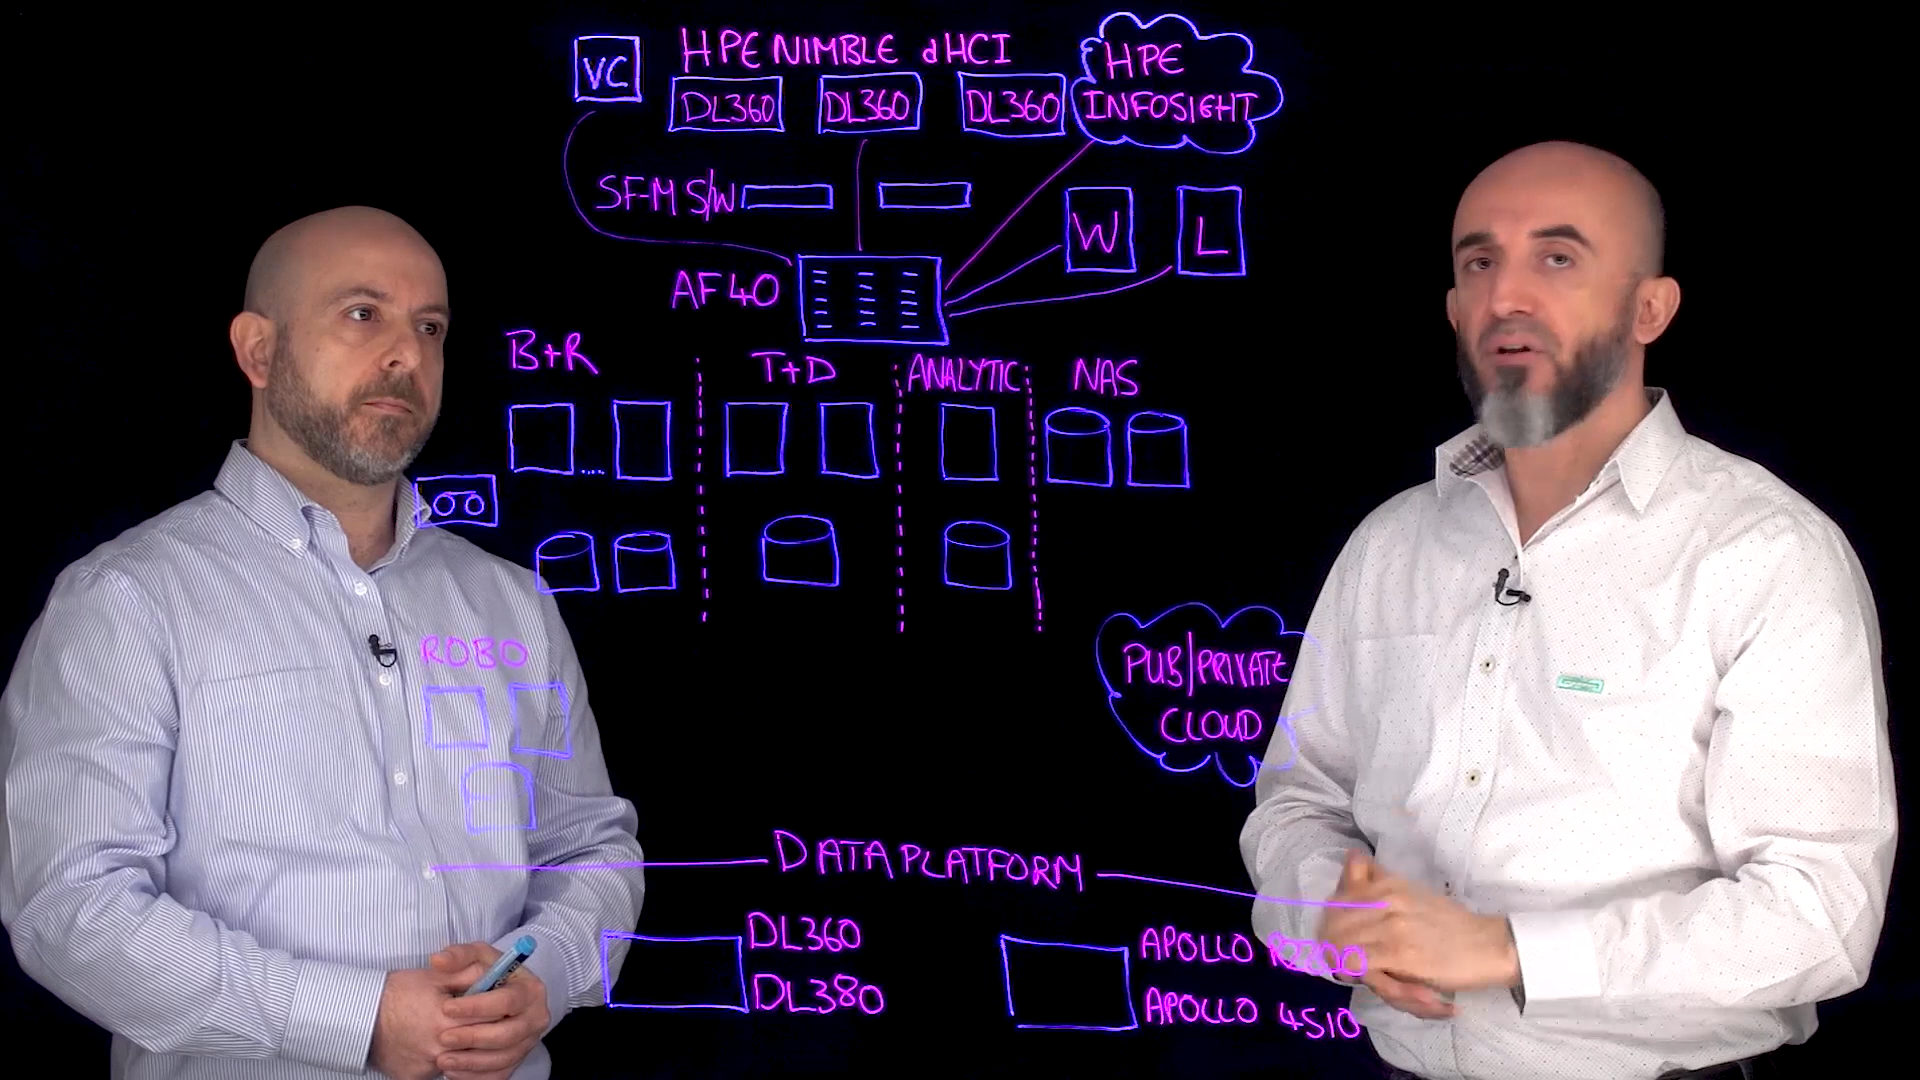 HPE NIMBLE dHCI
VC
DL360
DL360
DL360
HPE
INFOSIGHT
SF-M S/W
W
L
AF40
B+R
T+D
ANALYTIC
NAS
ROBO
PUB/PRIVATE
CLOUD
DATA PLATFORM
DL360
DL380
APOLLO
APOLLO 4510